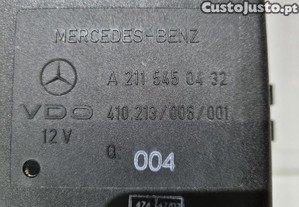 CustoJusto.pt
MERCEDES-BENZ
A 211 545 04 32
VDO 410.213/006/001
12 V Q 004